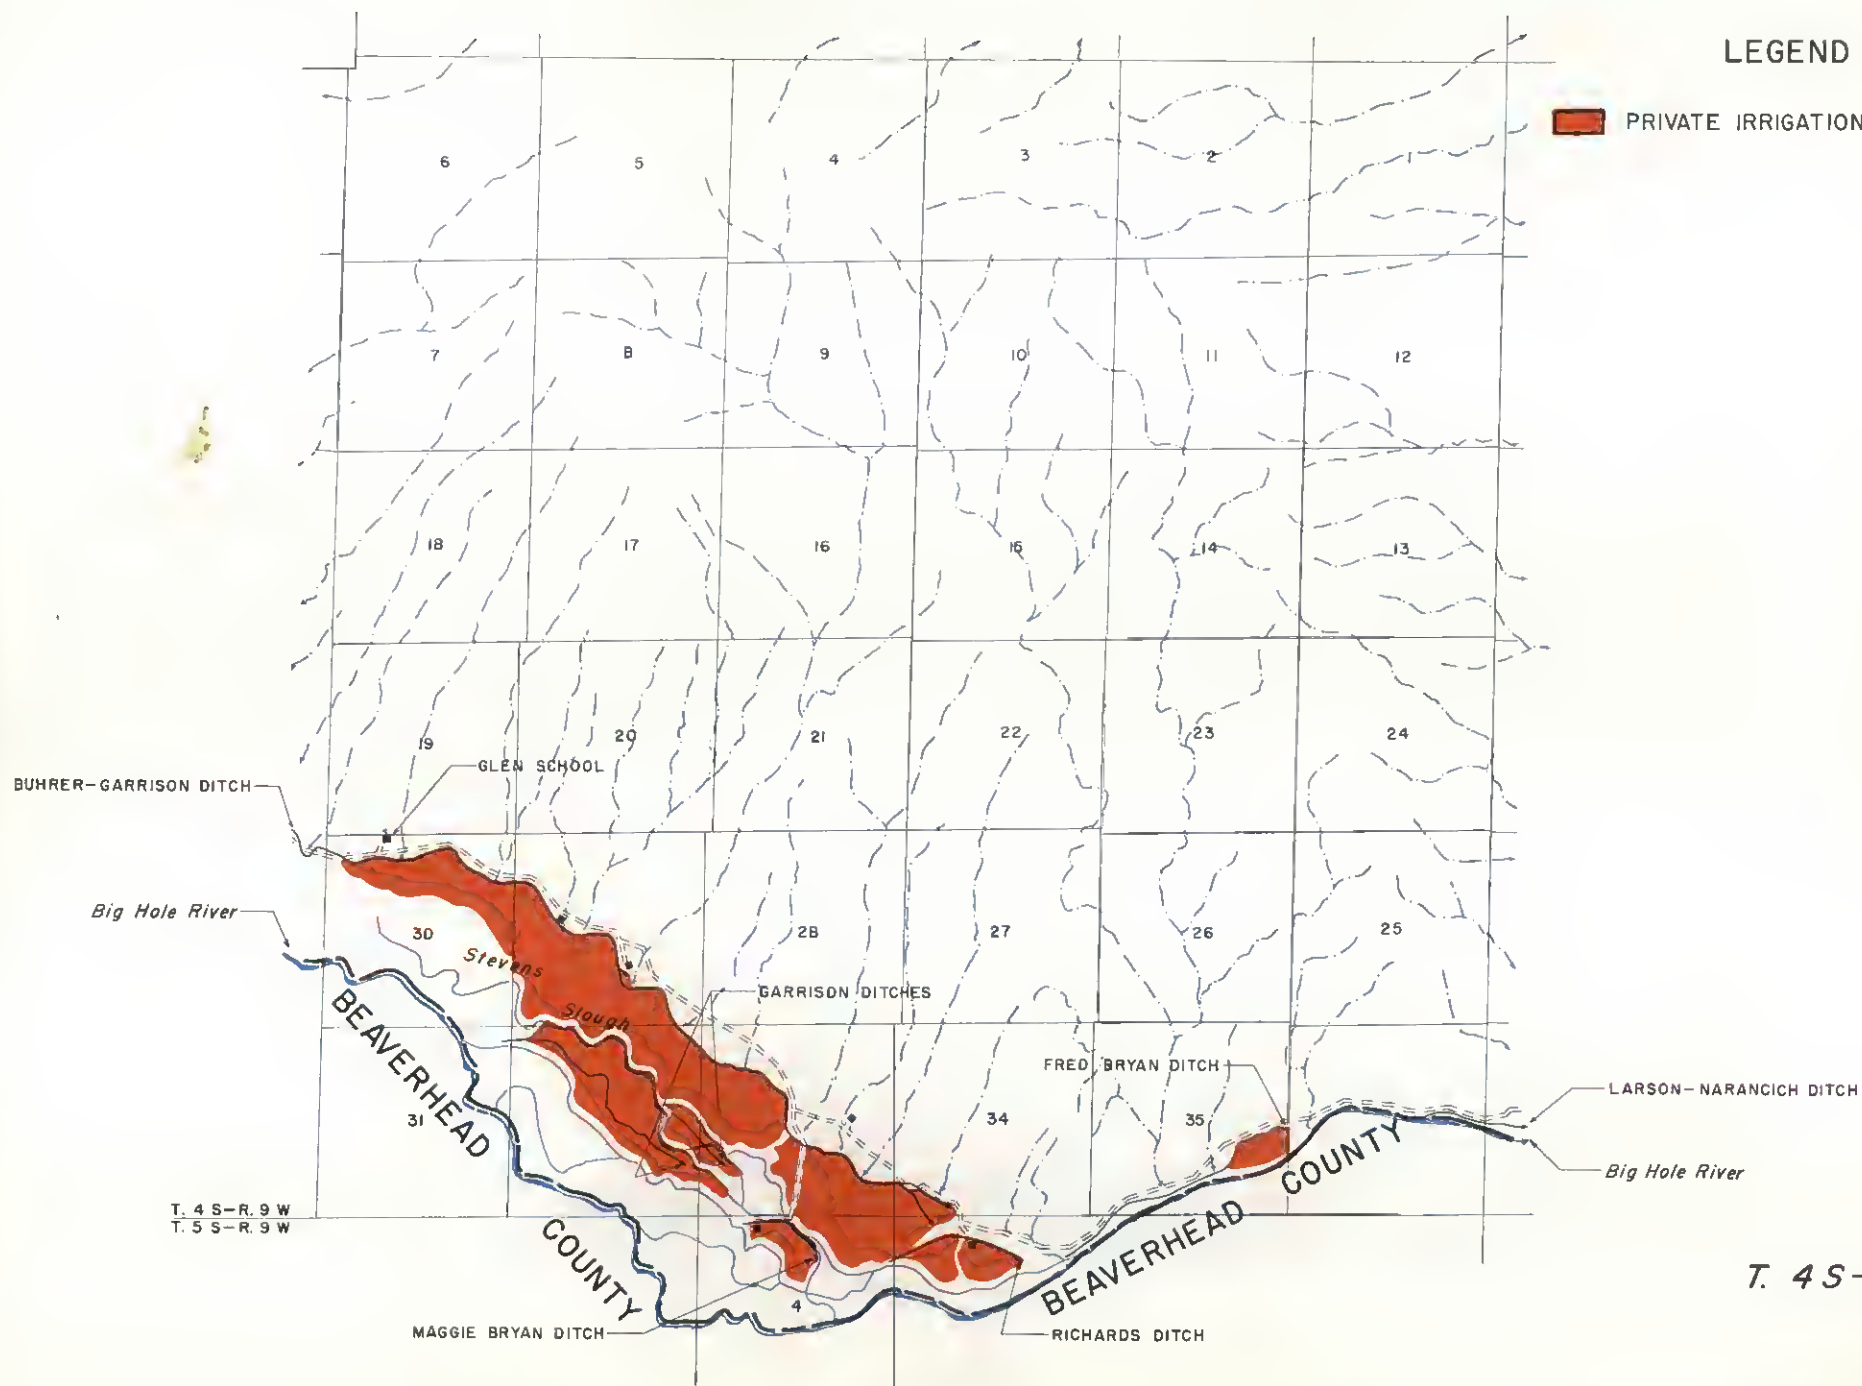 LEGEND
PRIVATE IRRIGATION
6 5 4 3 2 1
7 8 9 10 11 12
18 17 16 15 14 13
19 20 21 22 23 24
GLEN SCHOOL
BUHRER-GARRISON DITCH
Big Hole River
30 28 27 26 25
Stevens
Slough
GARRISON DITCHES
BEAVERHEAD
COUNTY
FRED BRYAN DITCH
LARSON-NARANCICH DITCH
31 34 35
Big Hole River
BEAVERHEAD COUNTY
T. 4 S-R. 9 W
T. 5 S-R. 9 W
4
T. 4 S-
MAGGIE BRYAN DITCH
RICHARDS DITCH